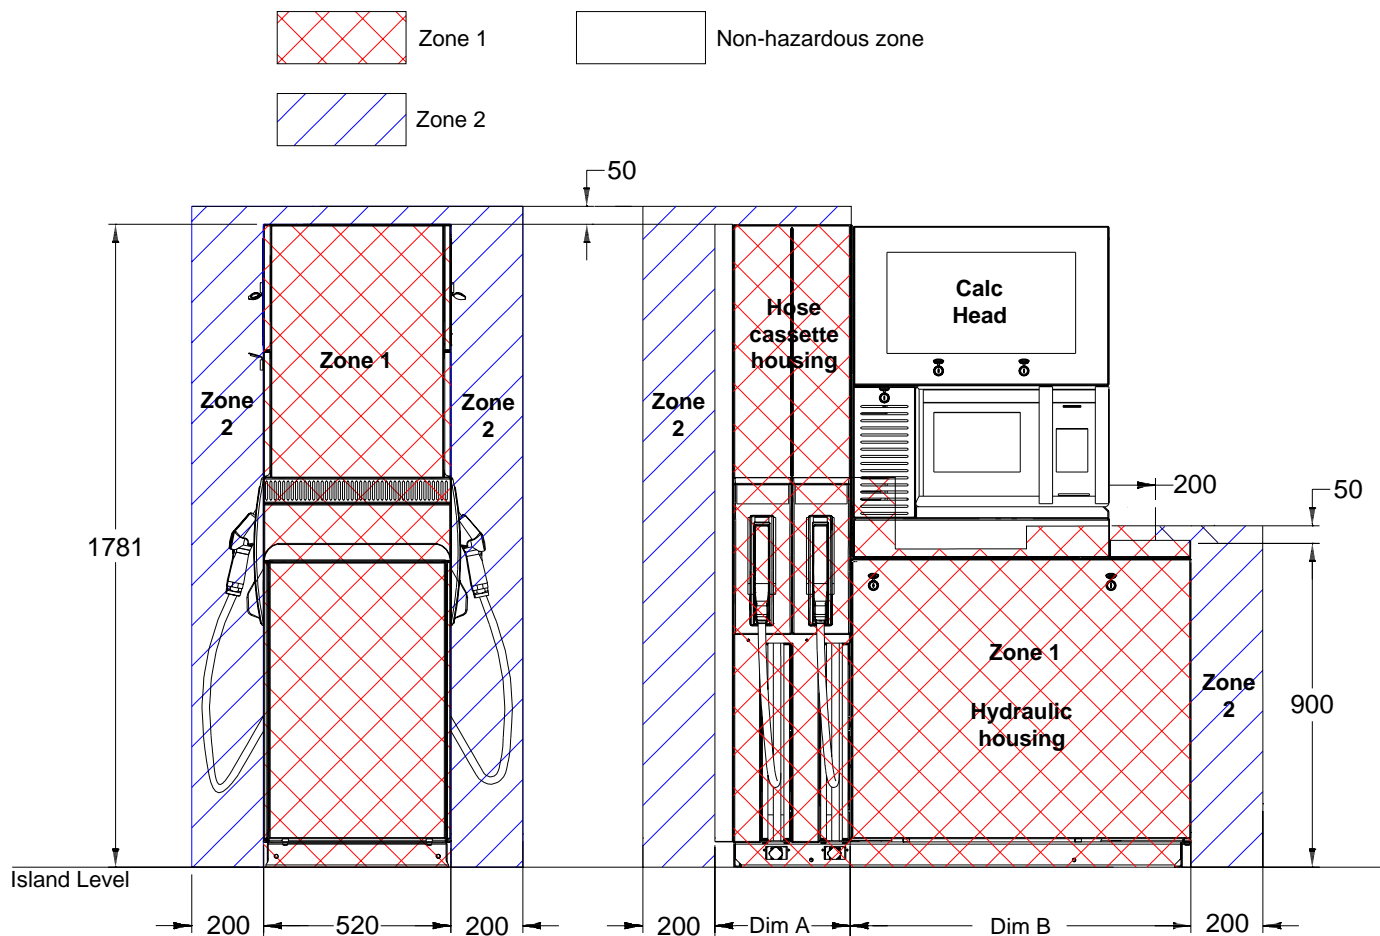 Zone 1
Non-hazardous zone
Zone 2
50
Calc
Head
Hose
cassette
housing
Zone 1
Zone
2
Zone
2
Zone
2
200
50
1781
Zone 1
Hydraulic
housing
Zone
2
900
Island Level
200
520
200
200
Dim A
Dim B
200